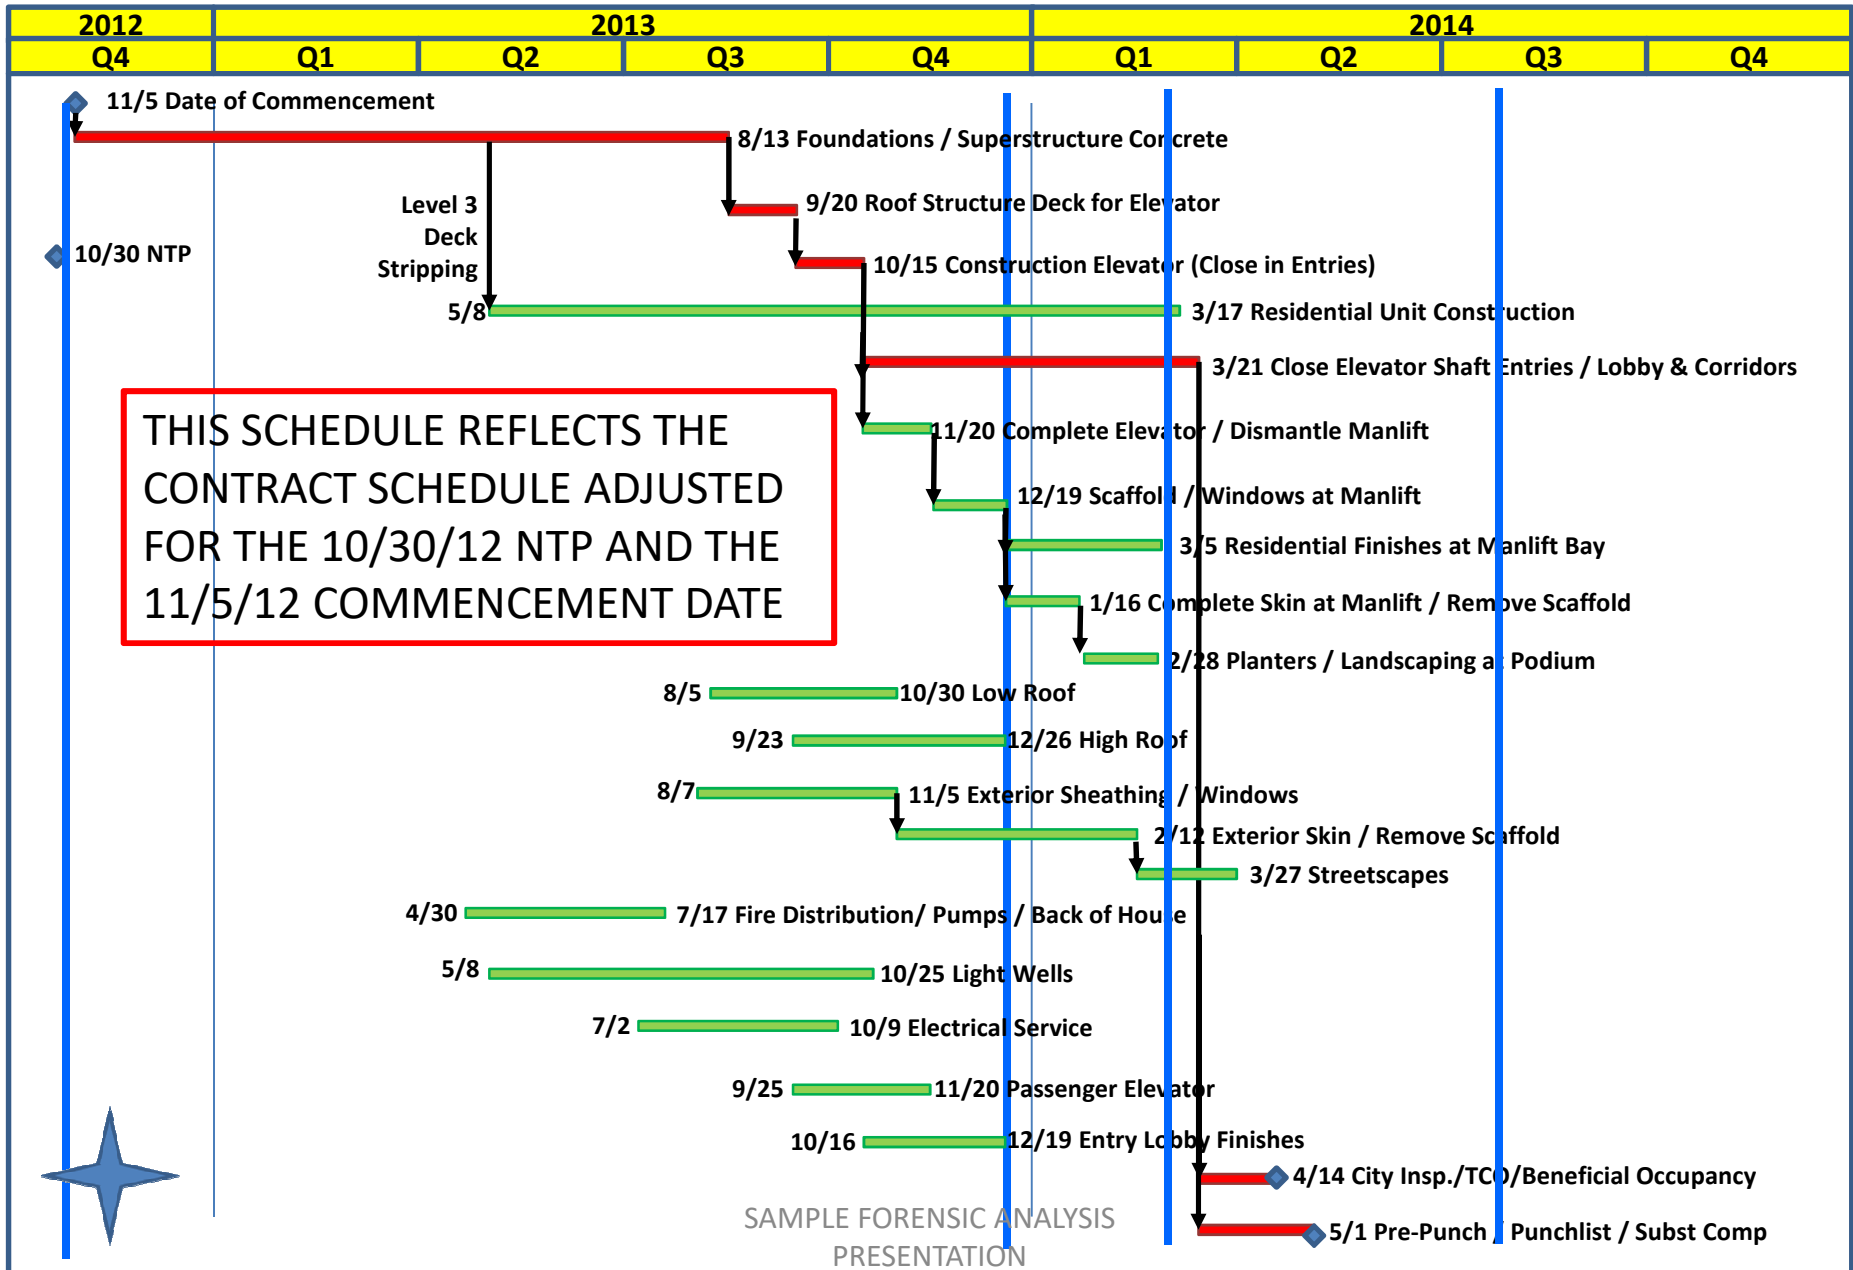 2012 2013 2014
Q4 Q1 Q2 Q3 Q4 Q1 Q2 Q3 Q4
11/5 Date of Commencement
8/13 Foundations / Superstructure Concrete
Level 3
Deck
Stripping
9/20 Roof Structure Deck for Elevator
10/30 NTP
10/15 Construction Elevator (Close in Entries)
5/8 3/17 Residential Unit Construction
3/21 Close Elevator Shaft Entries / Lobby & Corridors
THIS SCHEDULE REFLECTS THE
CONTRACT SCHEDULE ADJUSTED
FOR THE 10/30/12 NTP AND THE
11/5/12 COMMENCEMENT DATE
11/20 Complete Elevator / Dismantle Manlift
12/19 Scaffold / Windows at Manlift
3/5 Residential Finishes at Manlift Bay
1/16 Complete Skin at Manlift / Remove Scaffold
2/28 Planters / Landscaping at Podium
8/5 10/30 Low Roof
9/23 12/26 High Roof
8/7 11/5 Exterior Sheathing / Windows
2/12 Exterior Skin / Remove Scaffold
3/27 Streetscapes
4/30 7/17 Fire Distribution/ Pumps / Back of House
5/8 10/25 Light Wells
7/2 10/9 Electrical Service
9/25 11/20 Passenger Elevator
10/16 12/19 Entry Lobby Finishes
4/14 City Insp./TCO/Beneficial Occupancy
5/1 Pre-Punch / Punchlist / Subst Comp
SAMPLE FORENSIC ANALYSIS
PRESENTATION